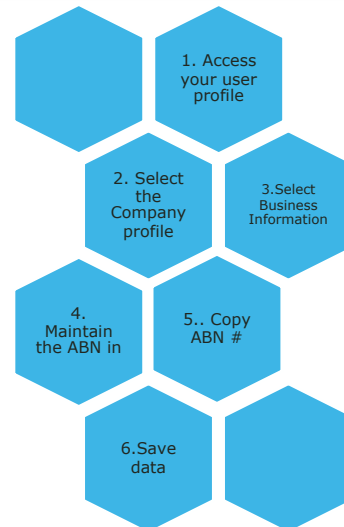 1. Access
your user
profile
2. Select
the
Company
profile
3.Select
Business
Information
4.
Maintain
the ABN in
5.. Copy
ABN #
6.Save
data